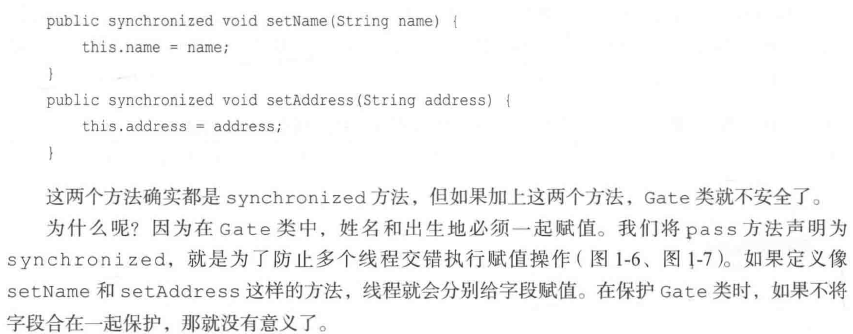 public synchronized void setName(String name) {
    this.name = name;
}
public synchronized void setAddress(String address) {
    this.address = address;
}
这两个方法确实都是 synchronized 方法，但如果加上这两个方法，Gate 类就不安全了。
为什么呢？因为在 Gate 类中，姓名和出生地必须一起赋值。我们将 pass 方法声明为
synchronized，就是为了防止多个线程交错执行赋值操作（图 1-6、图 1-7）。如果定义像
setName 和 setAddress 这样的方法，线程就会分别给字段赋值。在保护 Gate 类时，如果不将
字段合在一起保护，那就没有意义了。